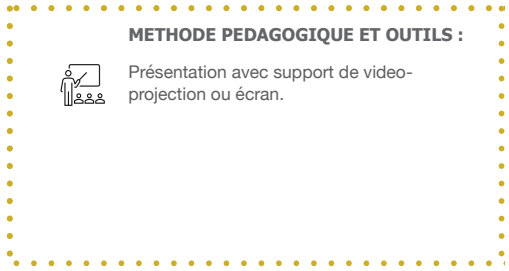 METHODE PEDAGOGIQUE ET OUTILS :
Présentation avec support de video-
projection ou écran.